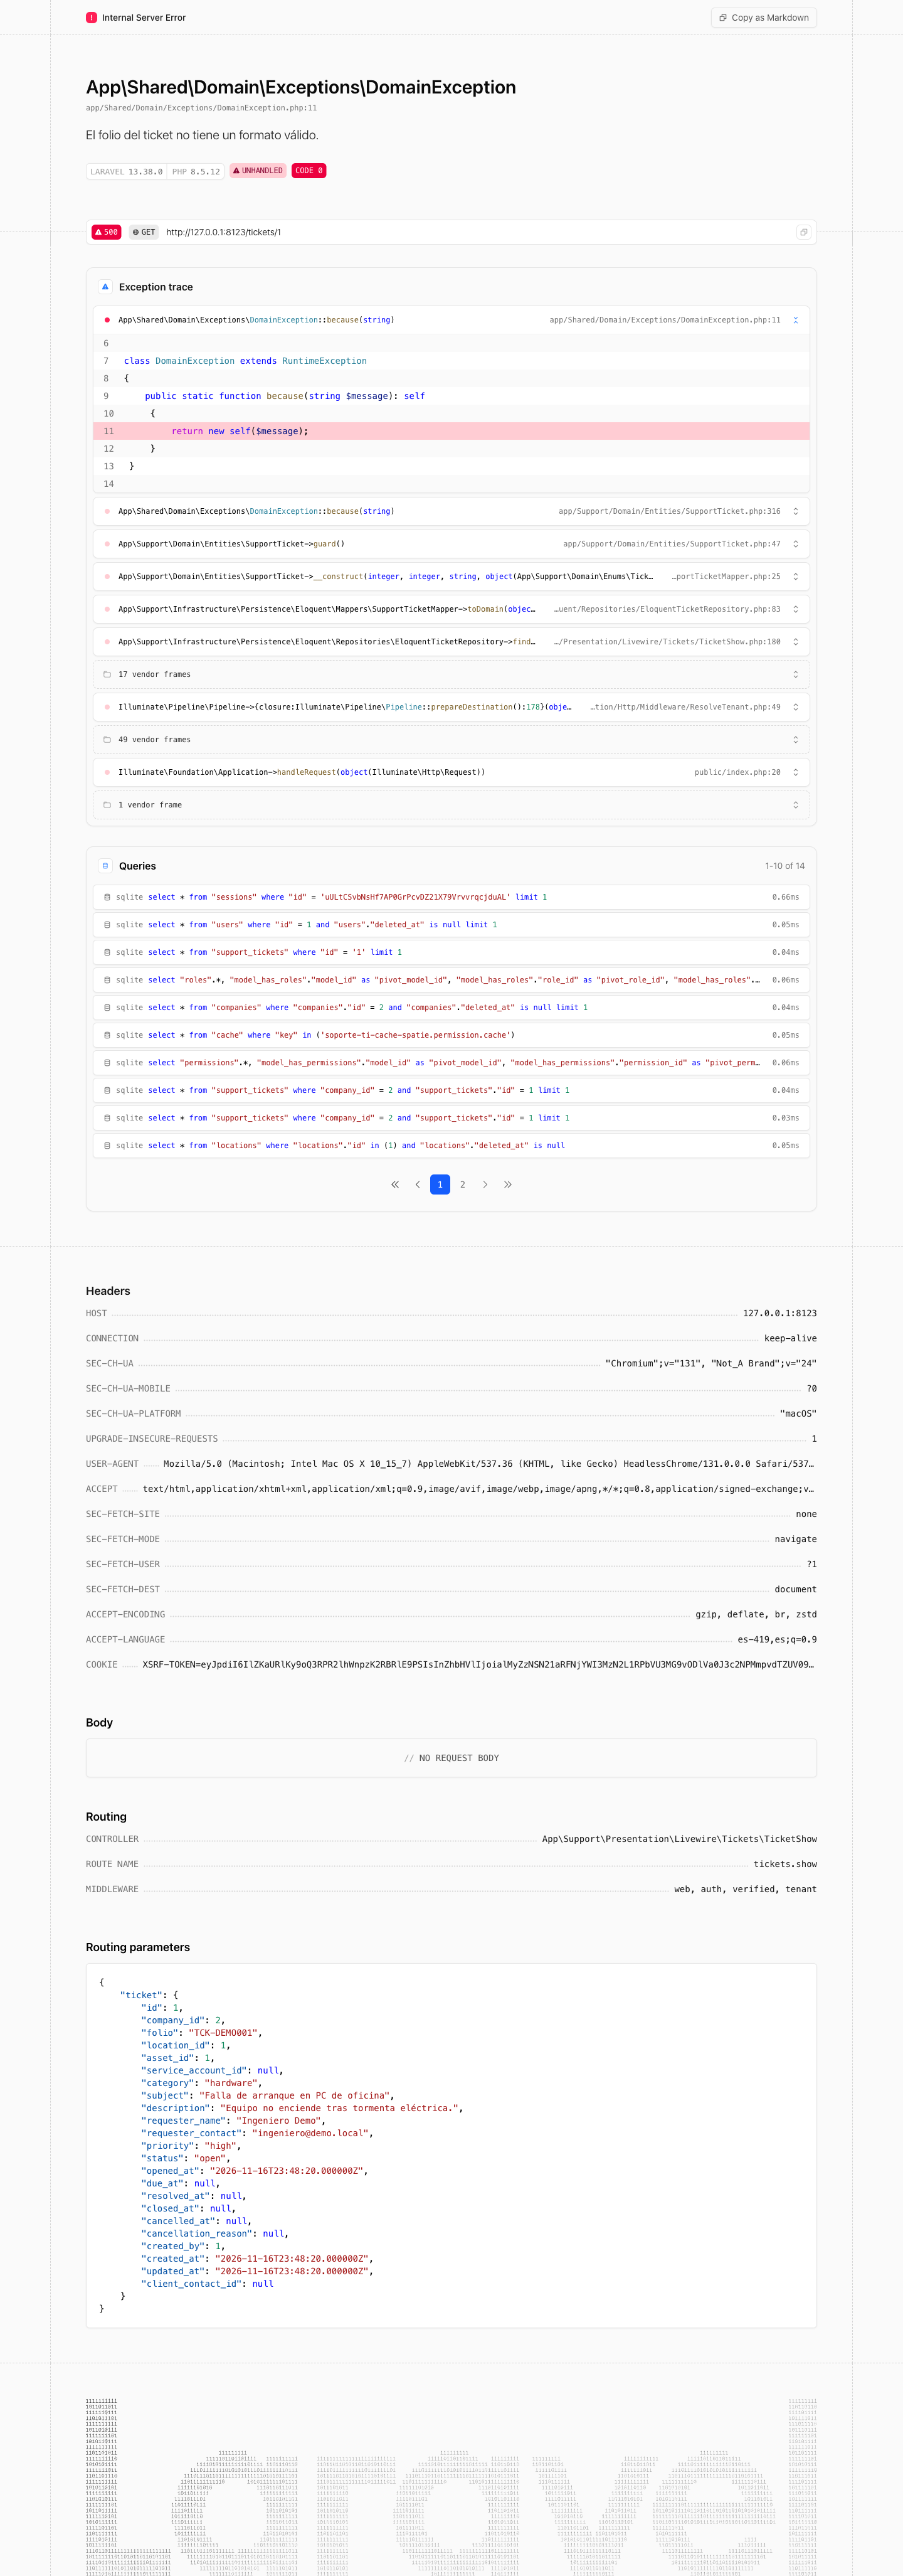 ! Internal Server Error
Copy as Markdown
App\Shared\Domain\Exceptions\DomainException
app/Shared/Domain/Exceptions/DomainException.php:11
El folio del ticket no tiene un formato válido.
LARAVEL 13.38.0 PHP 8.5.12 UNHANDLED CODE 0
500 GET http://127.0.0.1:8123/tickets/1
Exception trace
App\Shared\Domain\Exceptions\DomainException::because(string) app/Shared/Domain/Exceptions/DomainException.php:11
6
7 class DomainException extends RuntimeException
8 {
9 public static function because(string $message): self
10 {
11 return new self($message);
12 }
13 }
14
App\Shared\Domain\Exceptions\DomainException::because(string) app/Support/Domain/Entities/SupportTicket.php:316
App\Support\Domain\Entities\SupportTicket->guard() app/Support/Domain/Entities/SupportTicket.php:47
App\Support\Domain\Entities\SupportTicket->__construct(integer, integer, string, object(App\Support\Domain\Enums\Tick… …portTicketMapper.php:25
App\Support\Infrastructure\Persistence\Eloquent\Mappers\SupportTicketMapper->toDomain(objec… …uent/Repositories/EloquentTicketRepository.php:83
App\Support\Infrastructure\Persistence\Eloquent\Repositories\EloquentTicketRepository->find… …/Presentation/Livewire/Tickets/TicketShow.php:180
17 vendor frames
Illuminate\Pipeline\Pipeline->{closure:Illuminate\Pipeline\Pipeline::prepareDestination():178}(obje… …tion/Http/Middleware/ResolveTenant.php:49
49 vendor frames
Illuminate\Foundation\Application->handleRequest(object(Illuminate\Http\Request)) public/index.php:20
1 vendor frame
Queries 1-10 of 14
sqlite select * from "sessions" where "id" = 'uULtCSvbNsHf7AP0GrPcvDZ21X79VrvvrqcjduAL' limit 1 0.66ms
sqlite select * from "users" where "id" = 1 and "users"."deleted_at" is null limit 1 0.05ms
sqlite select * from "support_tickets" where "id" = '1' limit 1 0.04ms
sqlite select "roles".*, "model_has_roles"."model_id" as "pivot_model_id", "model_has_roles"."role_id" as "pivot_role_id", "model_has_roles".… 0.06ms
sqlite select * from "companies" where "companies"."id" = 2 and "companies"."deleted_at" is null limit 1 0.04ms
sqlite select * from "cache" where "key" in ('soporte-ti-cache-spatie.permission.cache') 0.05ms
sqlite select "permissions".*, "model_has_permissions"."model_id" as "pivot_model_id", "model_has_permissions"."permission_id" as "pivot_perm… 0.06ms
sqlite select * from "support_tickets" where "company_id" = 2 and "support_tickets"."id" = 1 limit 1 0.04ms
sqlite select * from "support_tickets" where "company_id" = 2 and "support_tickets"."id" = 1 limit 1 0.03ms
sqlite select * from "locations" where "locations"."id" in (1) and "locations"."deleted_at" is null 0.05ms
1 2
Headers
HOST 127.0.0.1:8123
CONNECTION keep-alive
SEC-CH-UA "Chromium";v="131", "Not_A Brand";v="24"
SEC-CH-UA-MOBILE ?0
SEC-CH-UA-PLATFORM "macOS"
UPGRADE-INSECURE-REQUESTS 1
USER-AGENT Mozilla/5.0 (Macintosh; Intel Mac OS X 10_15_7) AppleWebKit/537.36 (KHTML, like Gecko) HeadlessChrome/131.0.0.0 Safari/537…
ACCEPT text/html,application/xhtml+xml,application/xml;q=0.9,image/avif,image/webp,image/apng,*/*;q=0.8,application/signed-exchange;v…
SEC-FETCH-SITE none
SEC-FETCH-MODE navigate
SEC-FETCH-USER ?1
SEC-FETCH-DEST document
ACCEPT-ENCODING gzip, deflate, br, zstd
ACCEPT-LANGUAGE es-419,es;q=0.9
COOKIE XSRF-TOKEN=eyJpdiI6IlZKaURlKy9oQ3RPR2lhWnpzK2RBRlE9PSIsInZhbHVlIjoialMyZzNSN21aRFNjYWI3MzN2L1RPbVU3MG9vODlVa0J3c2NPMmpvdTZUV09…
Body
// NO REQUEST BODY
Routing
CONTROLLER App\Support\Presentation\Livewire\Tickets\TicketShow
ROUTE NAME tickets.show
MIDDLEWARE web, auth, verified, tenant
Routing parameters
{
"ticket": {
"id": 1,
"company_id": 2,
"folio": "TCK-DEMO001",
"location_id": 1,
"asset_id": 1,
"service_account_id": null,
"category": "hardware",
"subject": "Falla de arranque en PC de oficina",
"description": "Equipo no enciende tras tormenta eléctrica.",
"requester_name": "Ingeniero Demo",
"requester_contact": "ingeniero@demo.local",
"priority": "high",
"status": "open",
"opened_at": "2026-11-16T23:48:20.000000Z",
"due_at": null,
"resolved_at": null,
"closed_at": null,
"cancelled_at": null,
"cancellation_reason": null,
"created_by": 1,
"created_at": "2026-11-16T23:48:20.000000Z",
"updated_at": "2026-11-16T23:48:20.000000Z",
"client_contact_id": null
}
}